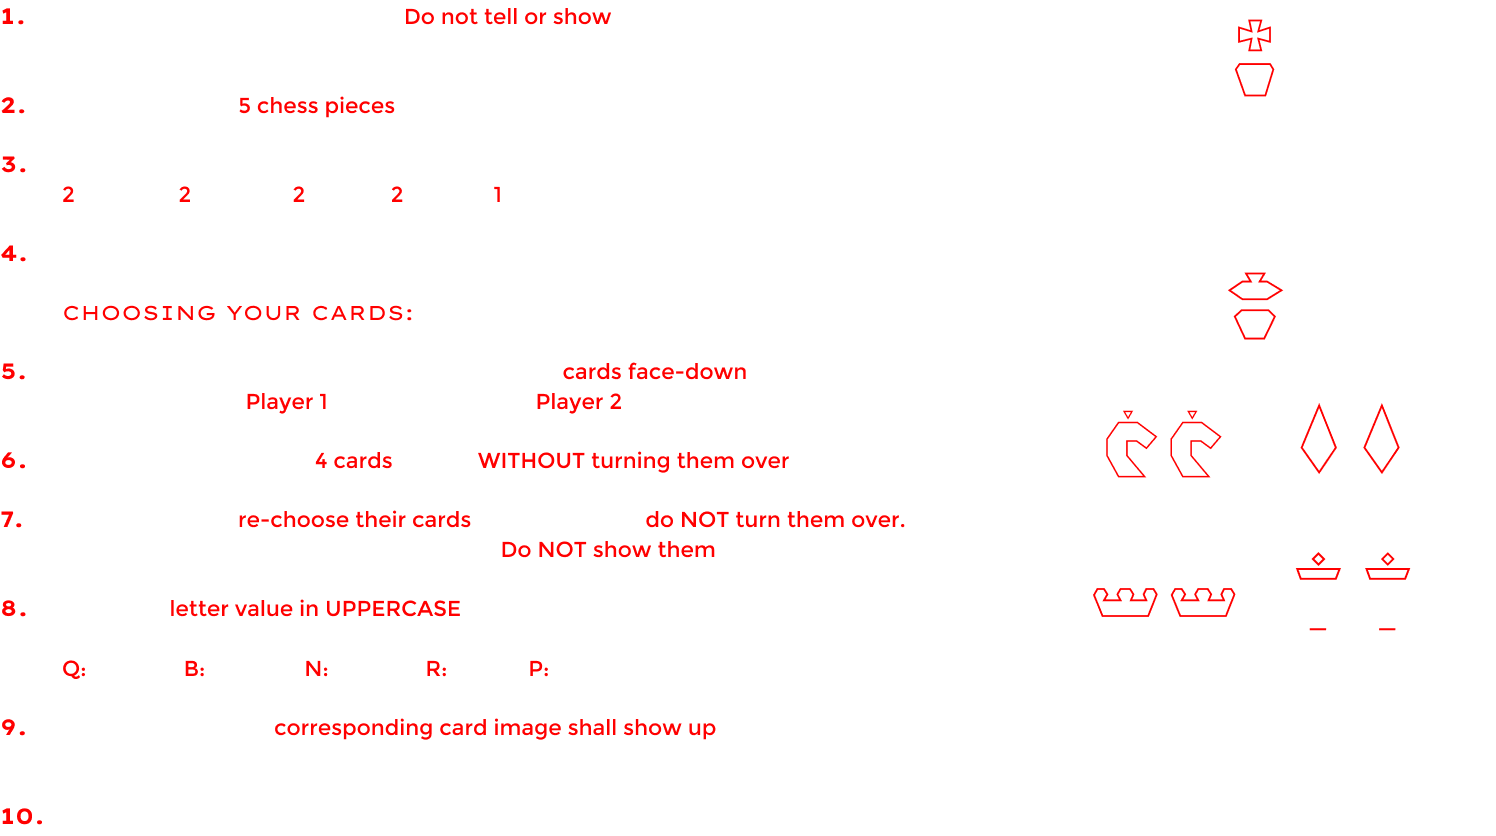 1. Do not tell or show
2. 5 chess pieces
3.
2 2 2 2 1
4.
CHOOSING YOUR CARDS:
5. cards face-down
Player 1 Player 2
6. 4 cards WITHOUT turning them over
7. re-choose their cards do NOT turn them over.
Do NOT show them
8. letter value in UPPERCASE
Q: B: N: R: P:
9. corresponding card image shall show up
10.